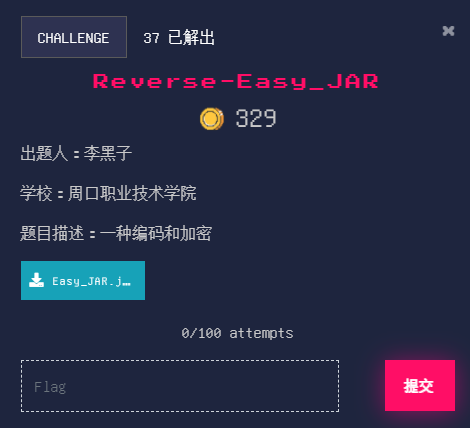 CHALLENGE 37 已解出 ×
Reverse-Easy_JAR
329
出题人：李黑子
学校：周口职业技术学院
题目描述：一种编码和加密
Easy_JAR.j…
0/100 attempts
Flag 提交